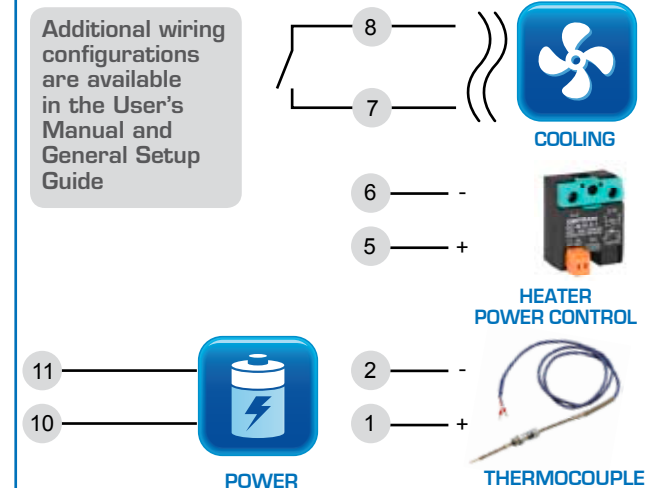 Additional wiring
configurations
are available
in the User's
Manual and
General Setup
Guide
8
7
COOLING
6 -
5 +
HEATER
POWER CONTROL
11
10
POWER
2 -
1 +
THERMOCOUPLE